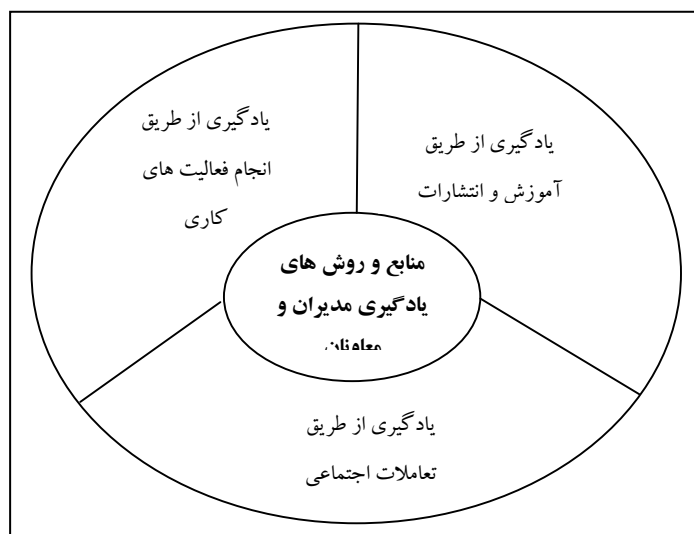 یادگیری از طریق
آموزش و انتشارات
یادگیری از طریق
انجام فعالیت های
کاری
منابع و روش های
یادگیری مدیران و
معاونان
یادگیری از طریق
تعاملات اجتماعی